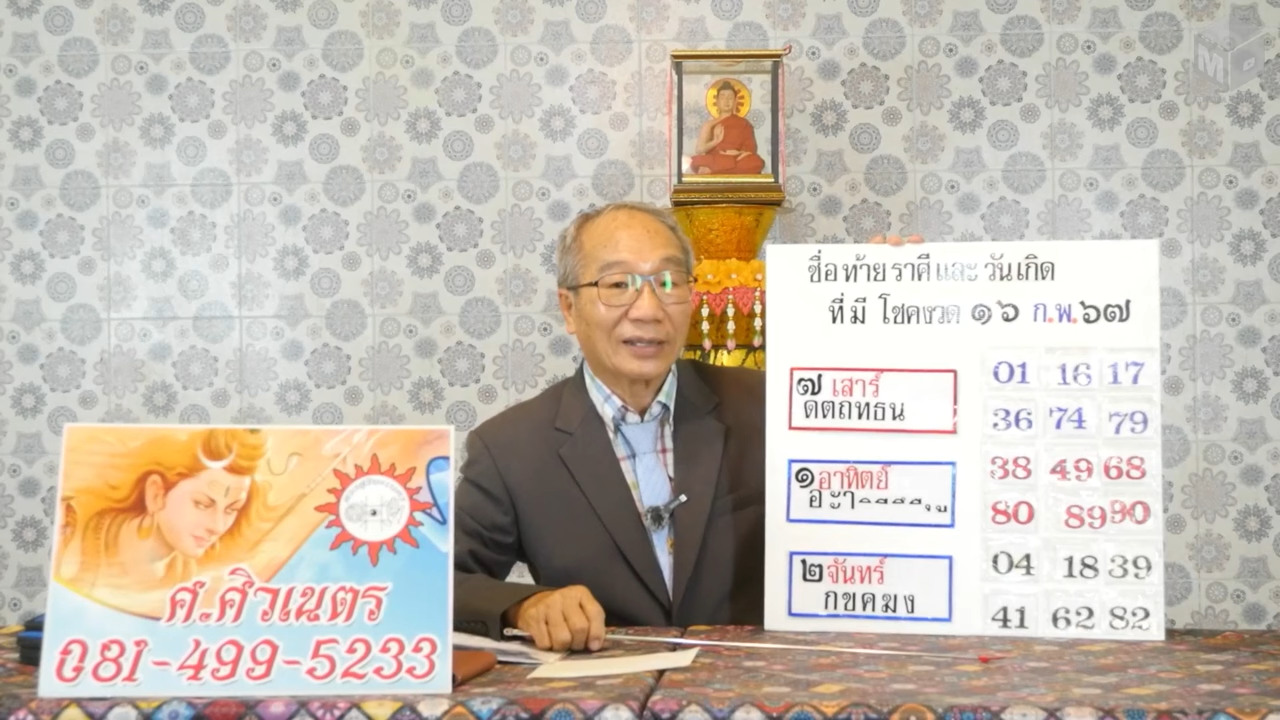 ชื่อท้ายราศีและวันเกิด
ที่มี โชคงวด ๑๖ ก.พ.๖๗
๗ เสาร์
ดตถทธน
01 16 17
36 74 79
๑ อาทิตย์
38 49 68
80 89 90
๒ จันทร์
กขคฆง
04 18 39
41 62 82
ศ.ศิวเนตร
081-499-5233